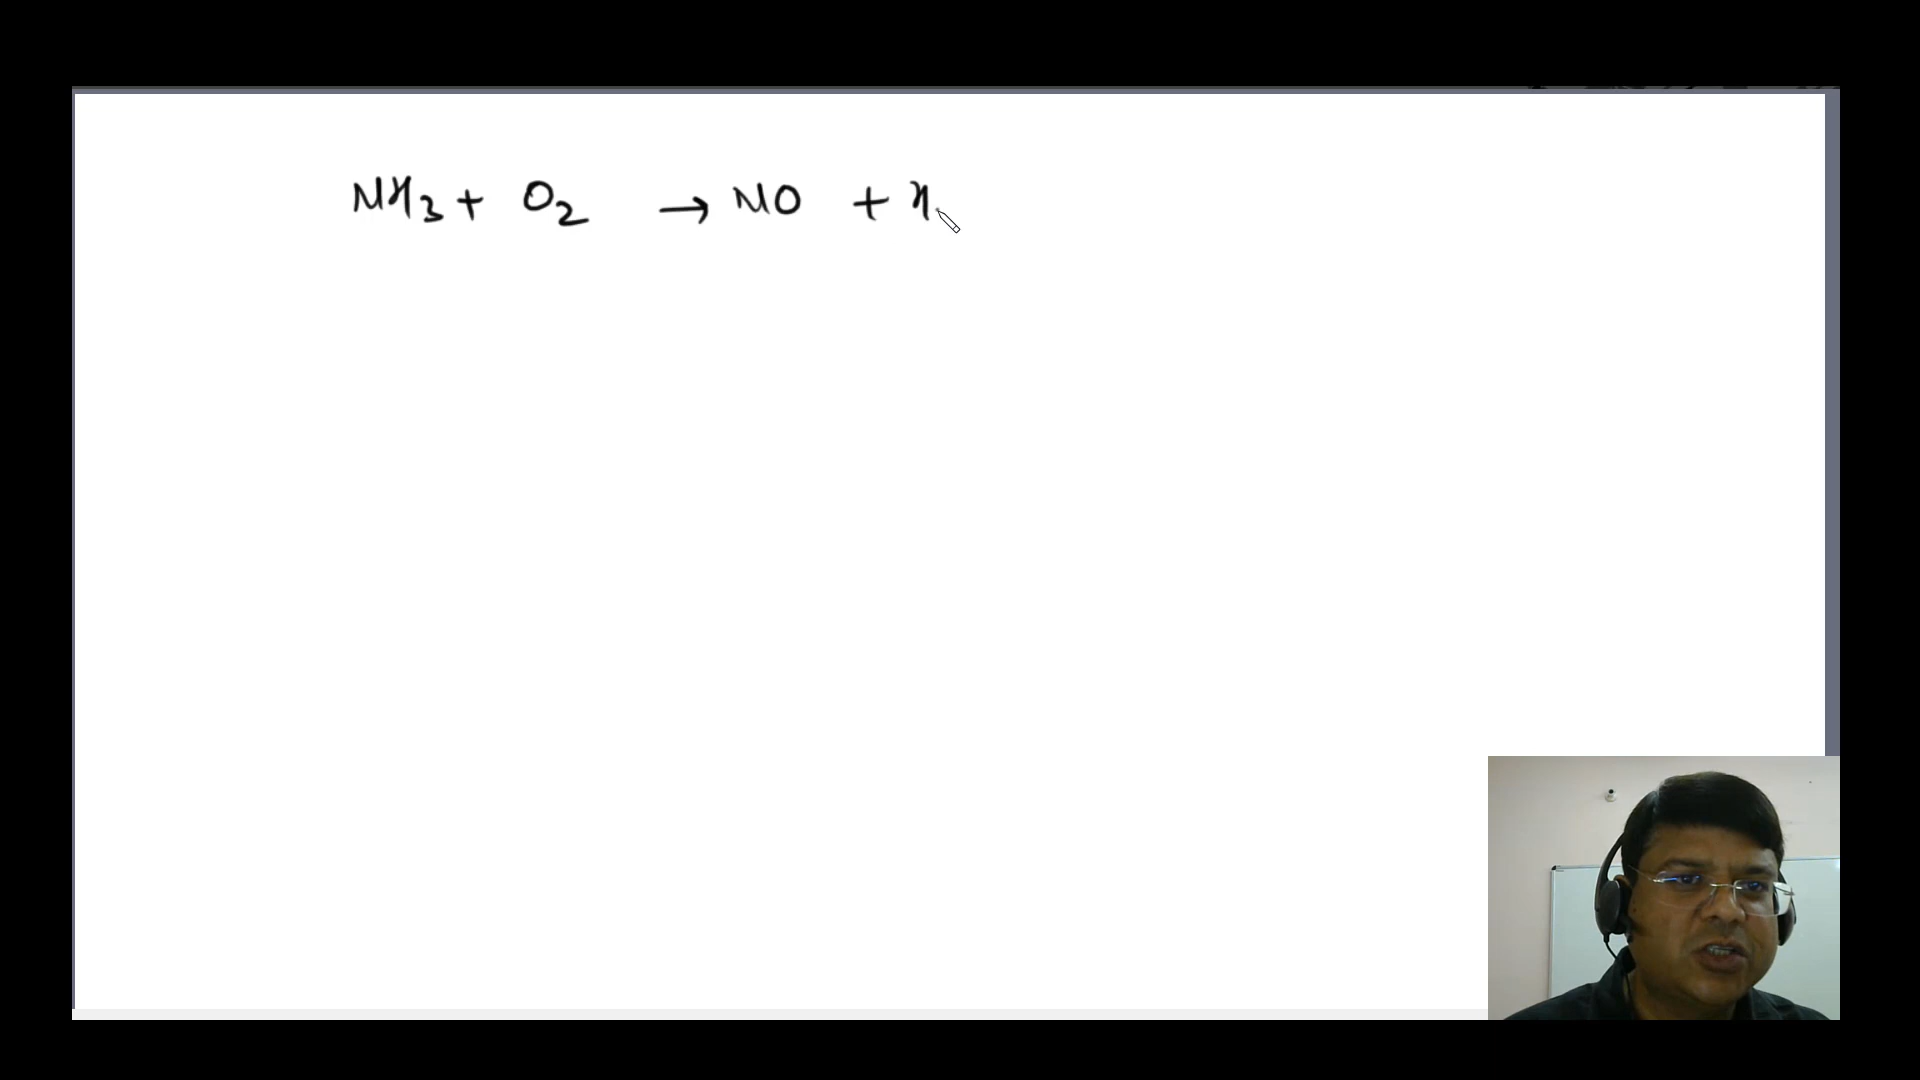 NH3 + O2 → NO + H